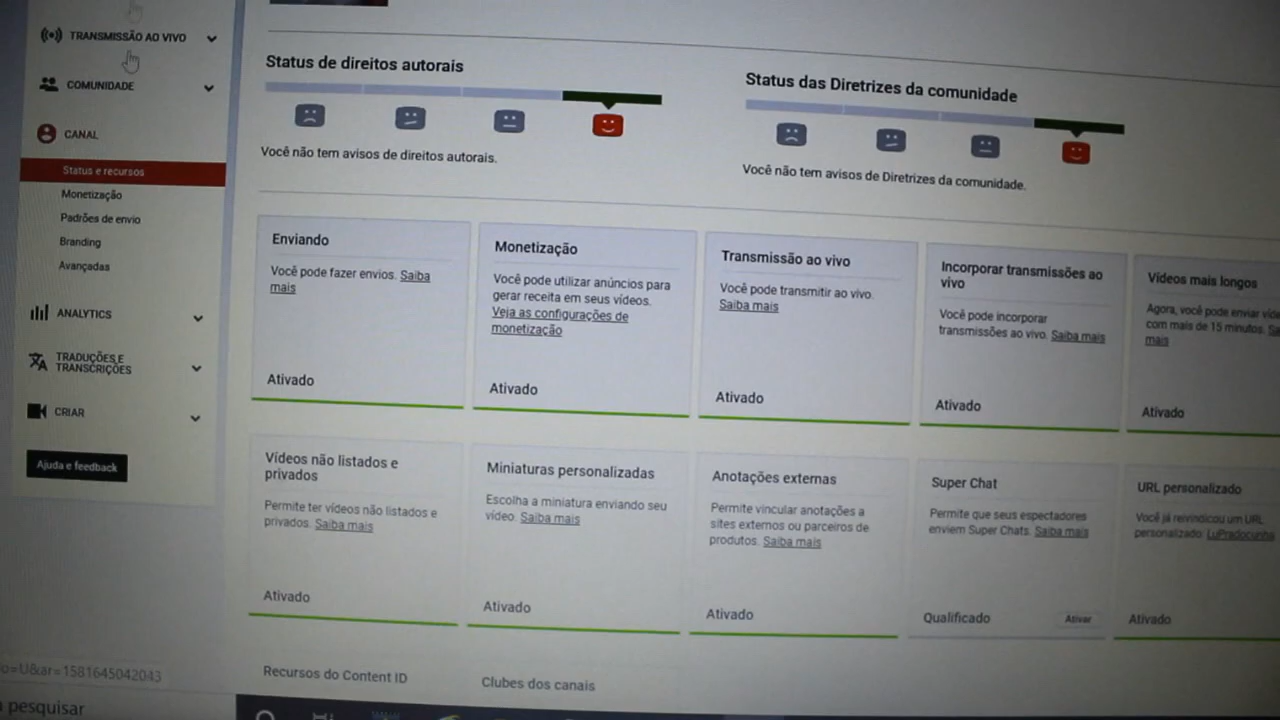 TRANSMISSÃO AO VIVO
COMUNIDADE
CANAL
Status e recursos
Monetização
Padrões de envio
Branding
Avançadas
ANALYTICS
TRADUÇÕES E
TRANSCRIÇÕES
CRIAR
Ajuda e feedback
Status de direitos autorais
Você não tem avisos de direitos autorais.
Status das Diretrizes da comunidade
Você não tem avisos de Diretrizes da comunidade.
Enviando
Você pode fazer envios. Saiba
mais
Ativado
Monetização
Você pode utilizar anúncios para
gerar receita em seus vídeos.
Veja as configurações de
monetização
Ativado
Transmissão ao vivo
Você pode transmitir ao vivo.
Saiba mais
Ativado
Incorporar transmissões ao
vivo
Você pode incorporar
transmissões ao vivo. Saiba mais
Ativado
Vídeos mais longos
Agora, você pode enviar
com mais de 15 minutos.
mais
Ativado
Vídeos não listados e
privados
Permite ter vídeos não listados e
privados. Saiba mais
Ativado
Miniaturas personalizadas
Escolha a miniatura enviando seu
vídeo. Saiba mais
Ativado
Anotações externas
Permite vincular anotações a
sites externos ou parceiros de
produtos. Saiba mais
Ativado
Super Chat
Permite que seus espectadores
enviem Super Chats. Saiba mais
Qualificado Ativar
URL personalizado
Você já reivindicou um URL
personalizado: LuPradocunha
Ativado
Recursos do Content ID
Clubes dos canais
o=U&ar=1581645042043
pesquisar